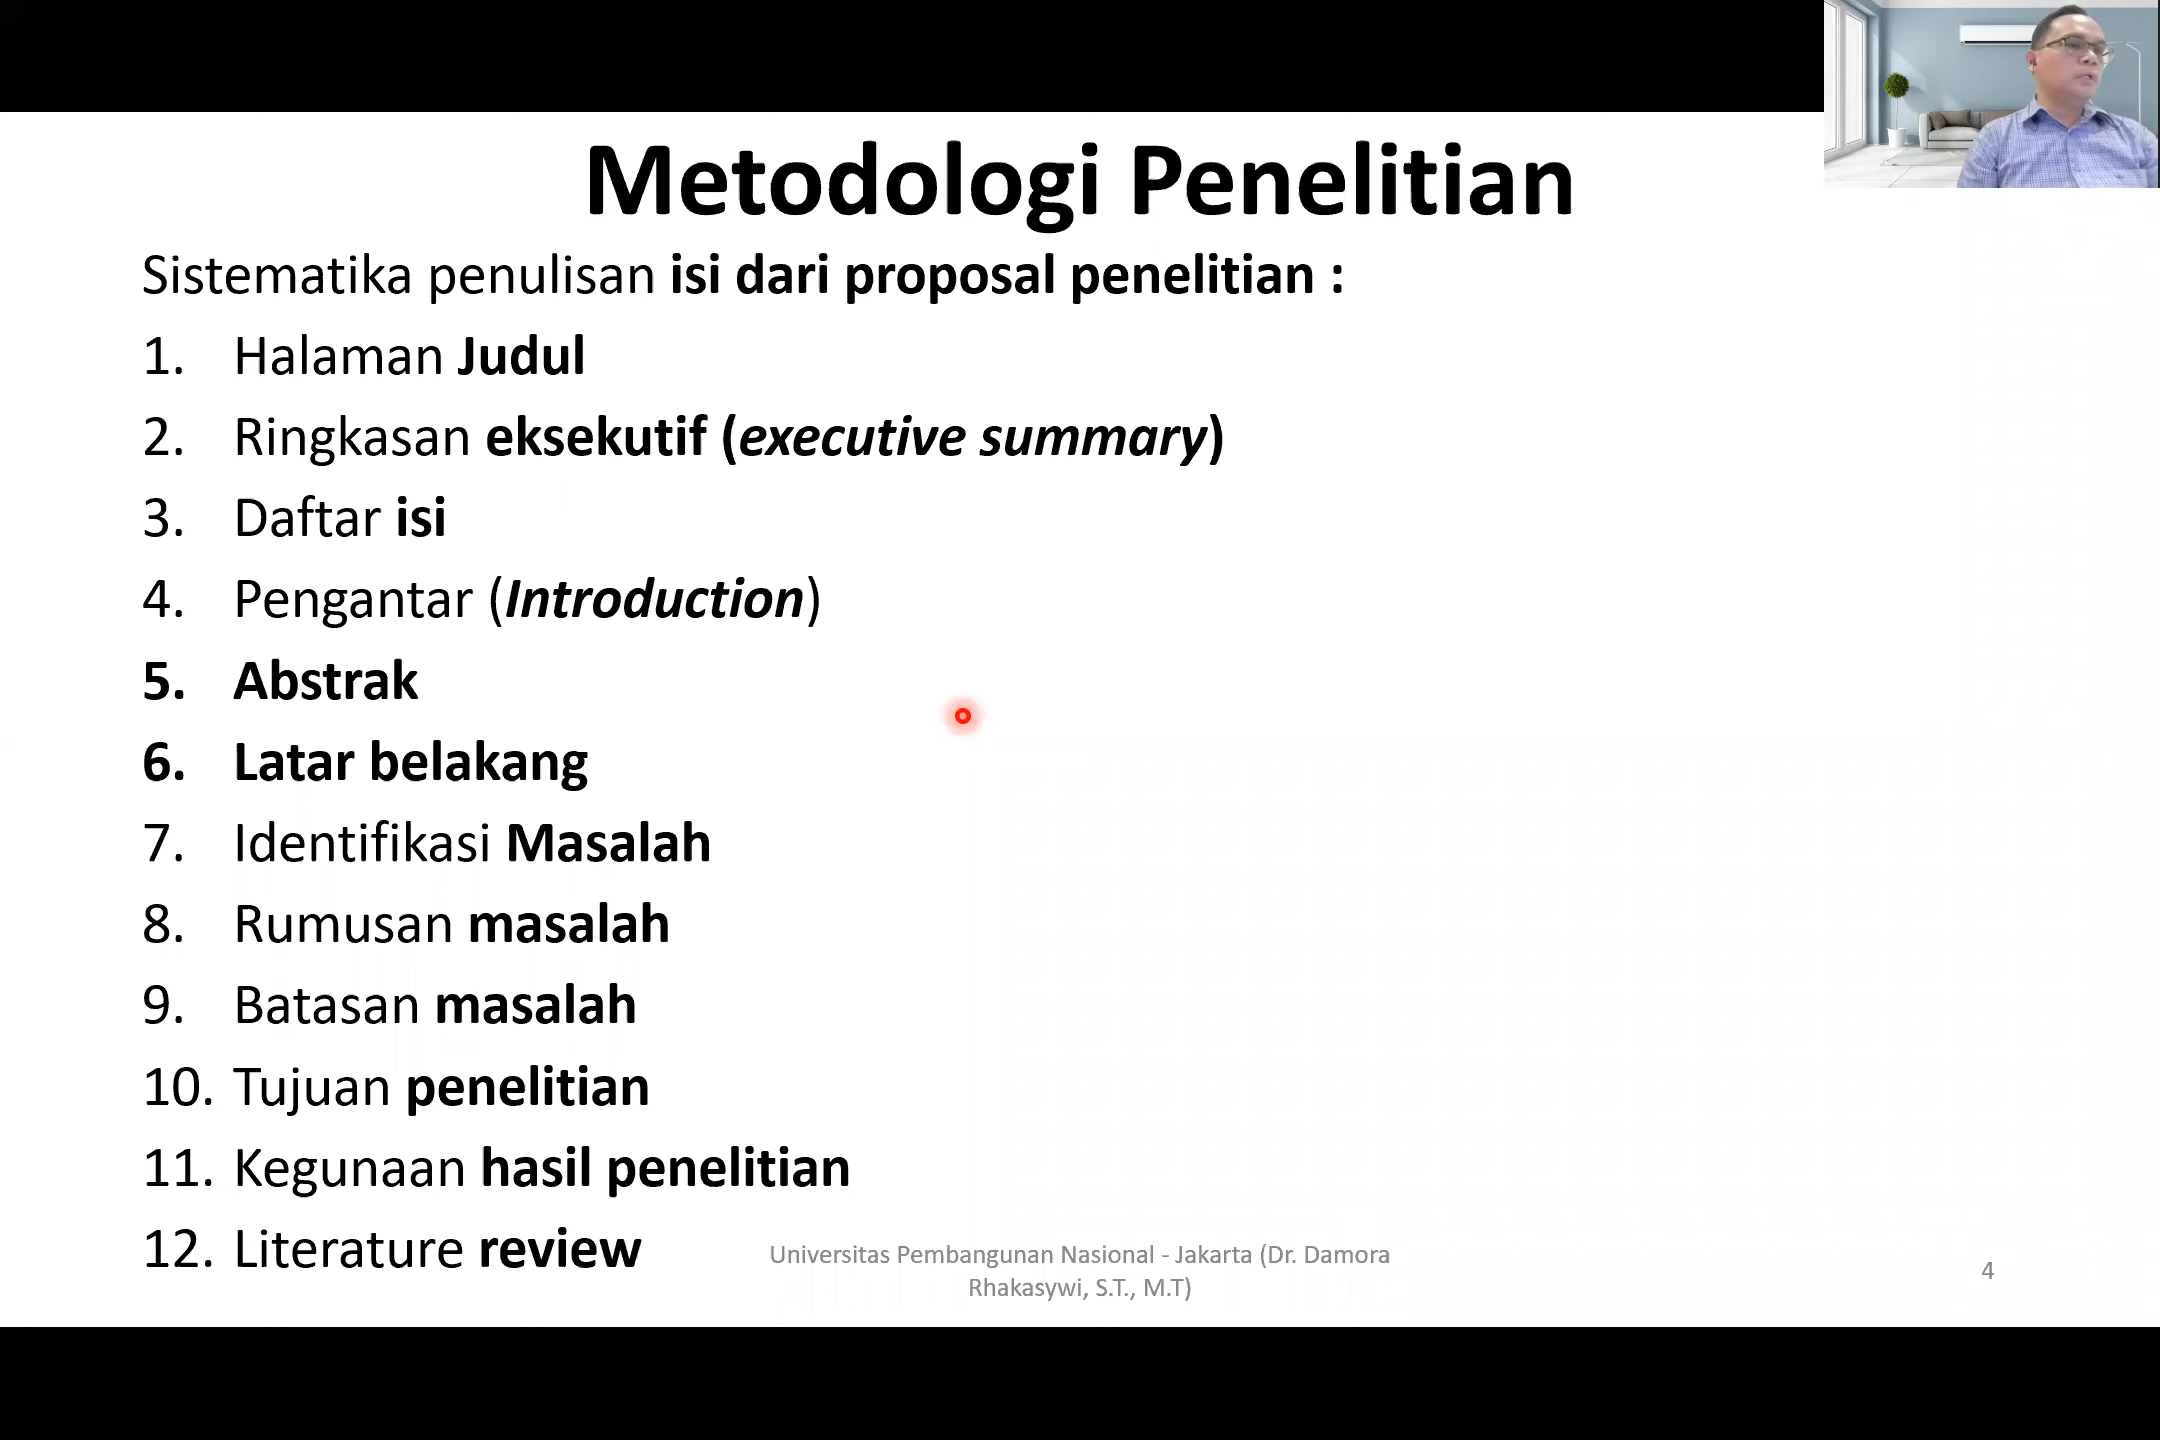 Metodologi Penelitian
Sistematika penulisan isi dari proposal penelitian :
1. Halaman Judul
2. Ringkasan eksekutif (executive summary)
3. Daftar isi
4. Pengantar (Introduction)
5. Abstrak
6. Latar belakang
7. Identifikasi Masalah
8. Rumusan masalah
9. Batasan masalah
10. Tujuan penelitian
11. Kegunaan hasil penelitian
12. Literature review
Universitas Pembangunan Nasional - Jakarta (Dr. Damora
Rhakasywi, S.T., M.T)
4